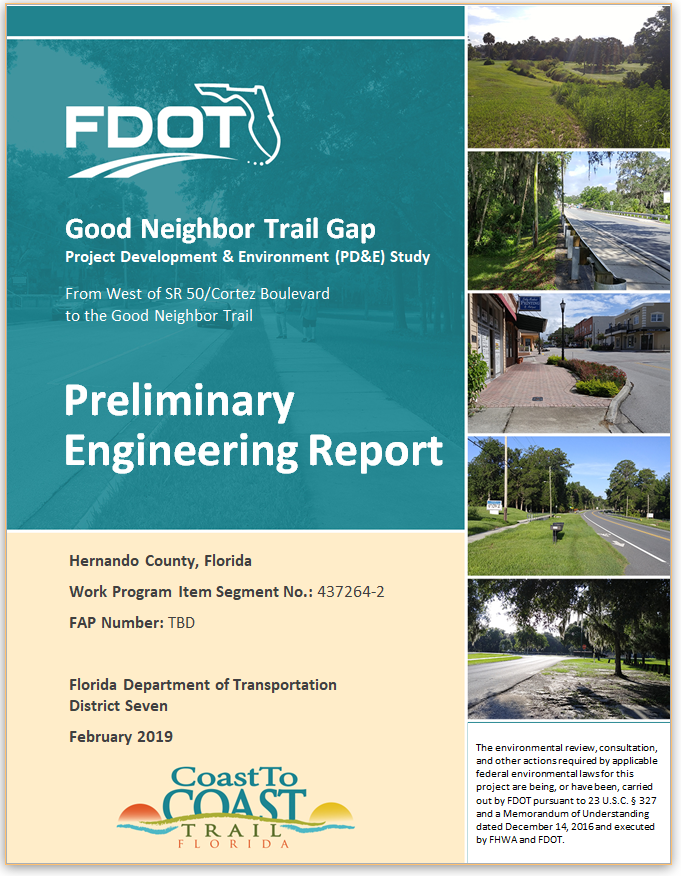 FDOT
Good Neighbor Trail Gap
Project Development & Environment (PD&E) Study
From West of SR 50/Cortez Boulevard
to the Good Neighbor Trail
Preliminary
Engineering Report
Hernando County, Florida
Work Program Item Segment No.: 437264-2
FAP Number: TBD
Florida Department of Transportation
District Seven
February 2019
Coast To
COAST
TRAIL
FLORIDA
The environmental review, consultation,
and other actions required by applicable
federal environmental laws for this
project are being, or have been, carried
out by FDOT pursuant to 23 U.S.C. § 327
and a Memorandum of Understanding
dated December 14, 2016 and executed
by FHWA and FDOT.